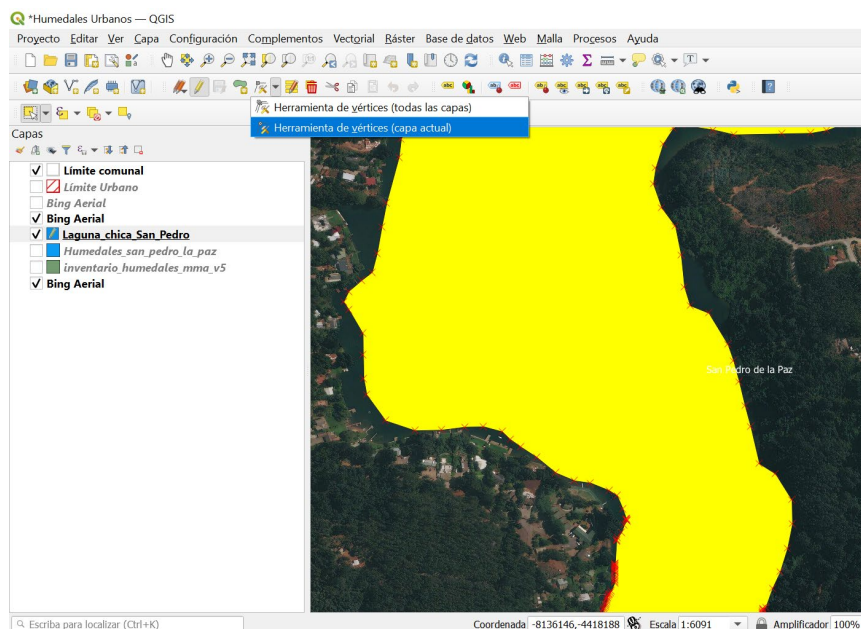 *Humedales Urbanos — QGIS
Proyecto Editar Ver Capa Configuración Complementos Vectorial Ráster Base de datos Web Malla Procesos Ayuda
Herramienta de vértices (todas las capas)
Herramienta de vértices (capa actual)
Capas
Límite comunal
Límite Urbano
Bing Aerial
Bing Aerial
Laguna_chica_San_Pedro
Humedales_san_pedro_la_paz
inventario_humedales_mma_v5
Bing Aerial
San Pedro de la Paz
Escriba para localizar (Ctrl+K) Coordenada -8136146,-4418188 Escala 1:6091 Amplificador 100%